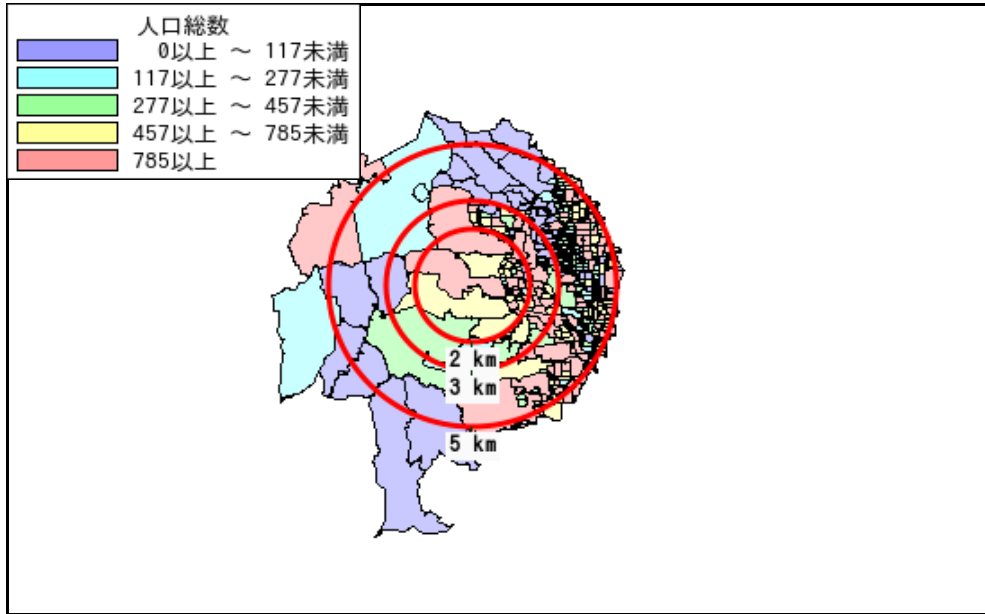 人口総数
0以上 ～ 117未満
117以上 ～ 277未満
277以上 ～ 457未満
457以上 ～ 785未満
785以上
2 km
3 km
5 km